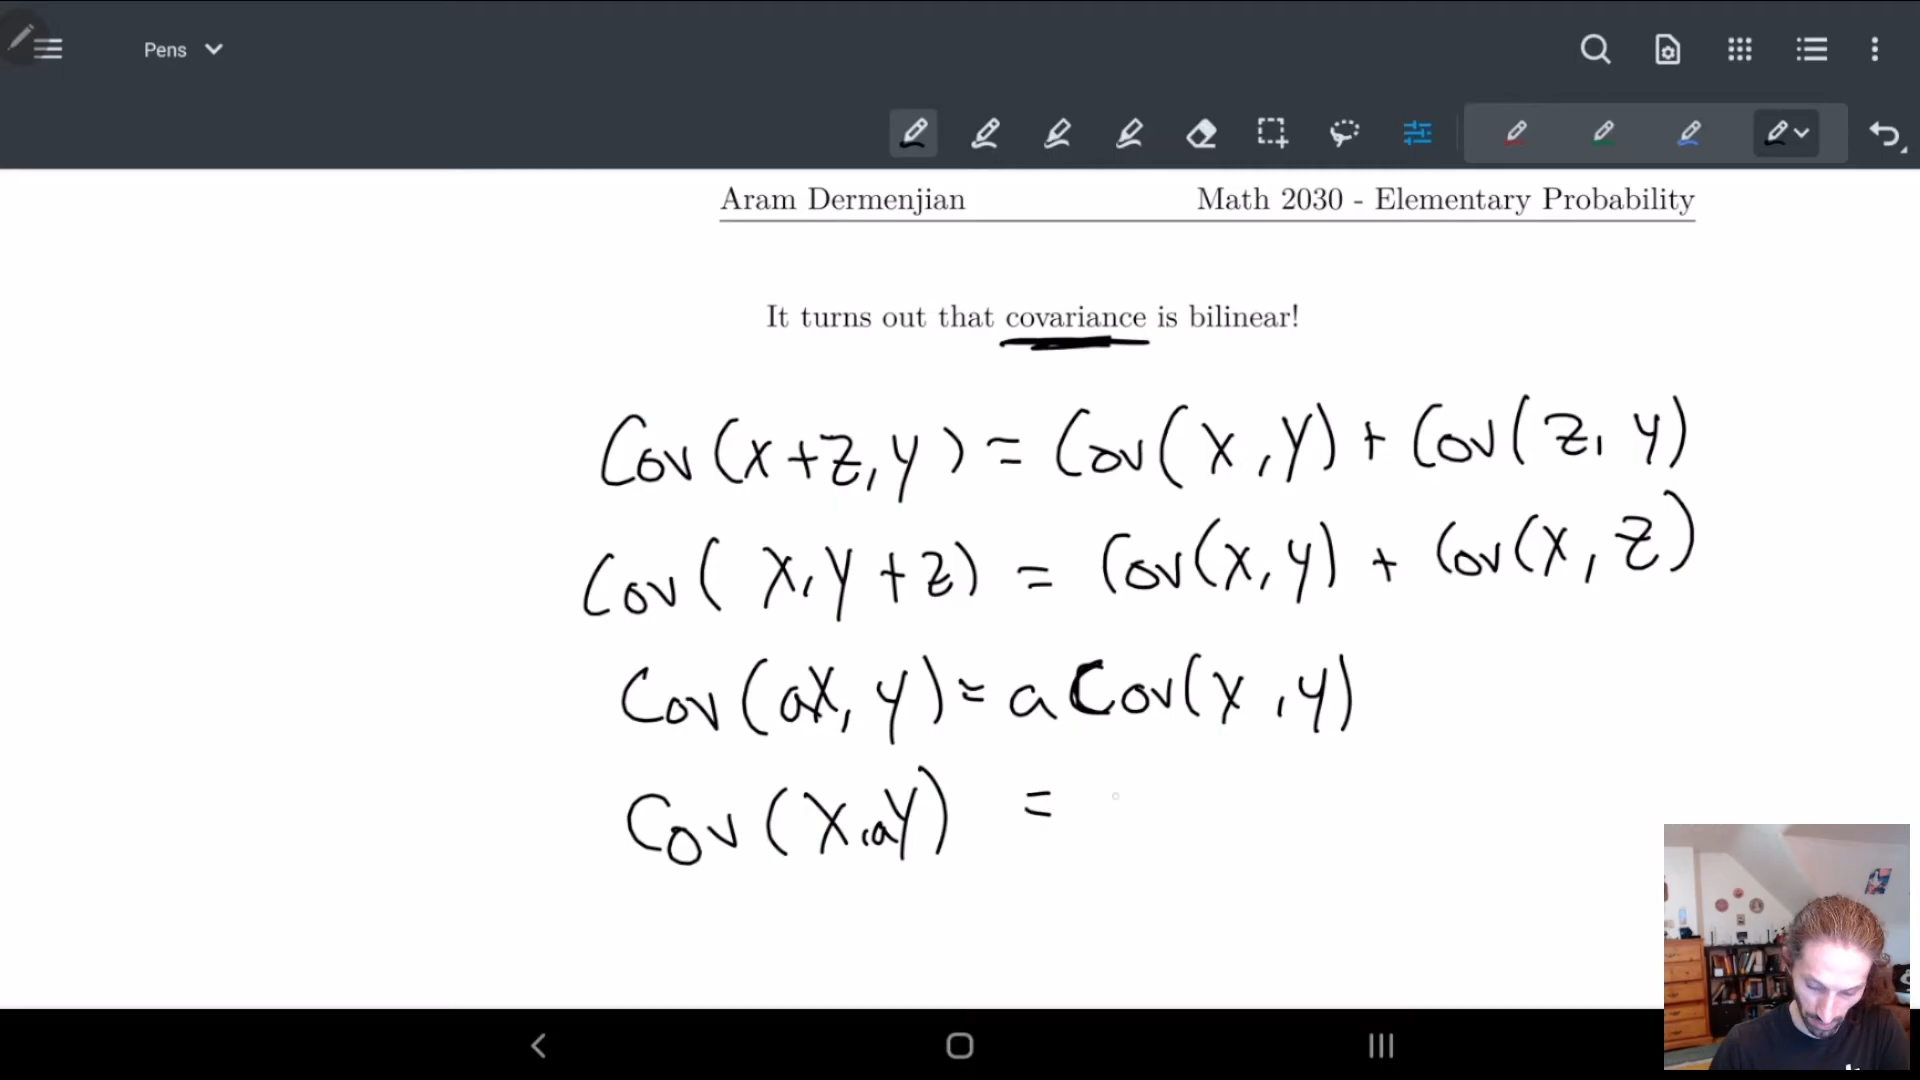 Pens
Aram Dermenjian Math 2030 - Elementary Probability
It turns out that covariance is bilinear!
Cov(X+Z,Y) = Cov(X,Y) + Cov(Z,Y)
Cov(X,Y+Z) = Cov(X,Y) + Cov(X,Z)
Cov(aX,Y) = a Cov(X,Y)
Cov(X,aY) =